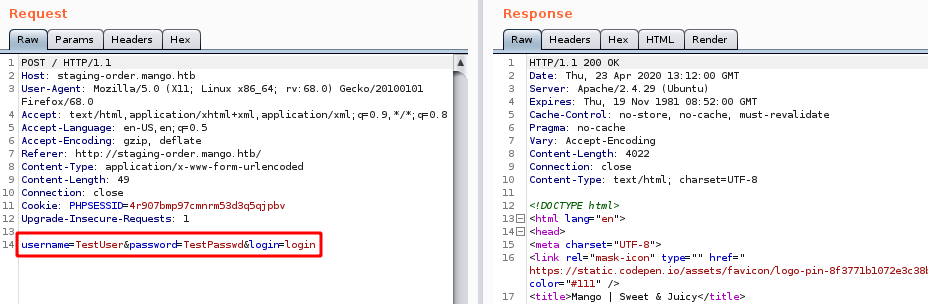 Request
Raw Params Headers Hex
1 POST / HTTP/1.1
2 Host: staging-order.mango.htb
3 User-Agent: Mozilla/5.0 (X11; Linux x86_64; rv:68.0) Gecko/20100101
Firefox/68.0
4 Accept: text/html,application/xhtml+xml,application/xml;q=0.9,*/*;q=0.8
5 Accept-Language: en-US,en;q=0.5
6 Accept-Encoding: gzip, deflate
7 Referer: http://staging-order.mango.htb/
8 Content-Type: application/x-www-form-urlencoded
9 Content-Length: 49
10 Connection: close
11 Cookie: PHPSESSID=4r907bmp97cmnrm53d3q5qjpbv
12 Upgrade-Insecure-Requests: 1
13
14 username=TestUser&password=TestPasswd&login=login
Response
Raw Headers Hex HTML Render
1 HTTP/1.1 200 OK
2 Date: Thu, 23 Apr 2020 13:12:00 GMT
3 Server: Apache/2.4.29 (Ubuntu)
4 Expires: Thu, 19 Nov 1981 08:52:00 GMT
5 Cache-Control: no-store, no-cache, must-revalidate
6 Pragma: no-cache
7 Vary: Accept-Encoding
8 Content-Length: 4022
9 Connection: close
10 Content-Type: text/html; charset=UTF-8
11
12 <!DOCTYPE html>
13 <html lang="en">
14 <head>
15 <meta charset="UTF-8">
16 <link rel="mask-icon" type="" href="
https://static.codepen.io/assets/favicon/logo-pin-8f3771b1072e3c38b
color="#111" />
17 <title>Mango | Sweet & Juicy</title>